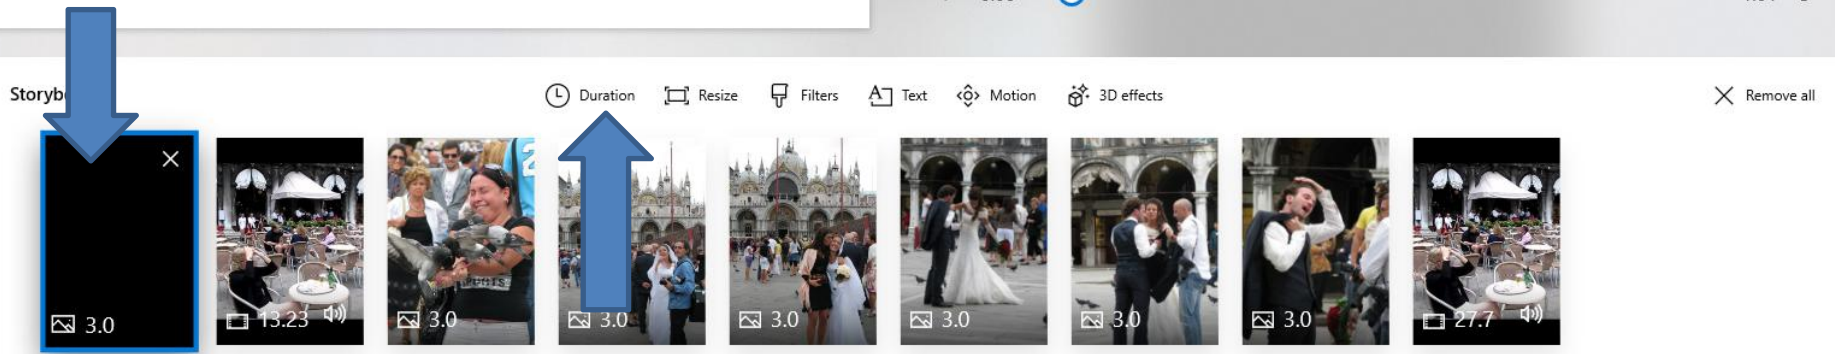 Storyb
Duration
Resize
Filters
Text
Motion
3D effects
Remove all
3.0
13.23
3.0
3.0
3.0
3.0
3.0
3.0
27.7